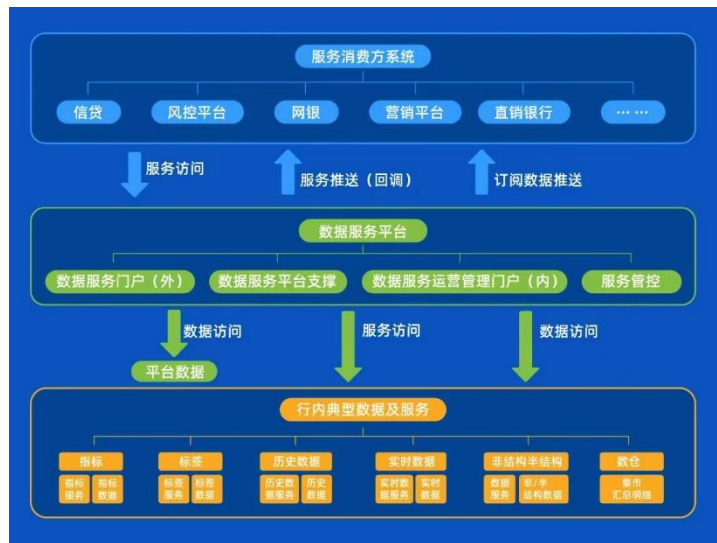 服务消费方系统
信贷
风控平台
网银
营销平台
直销银行
... ...
服务访问
服务推送（回调）
订阅数据推送
数据服务平台
数据服务门户（外）
数据服务平台支撑
数据服务运营管理门户（内）
服务管控
数据访问
服务访问
数据访问
平台数据
行内典型数据及服务
指标
标签
历史数据
实时数据
非结构半结构
数仓
指标
服务
指标
数据
标签
服务
标签
数据
历史数
据服务
历史
数据
实时数
据服务
实时
数据
数据
服务
非/半
结构数据
集市
汇总明细